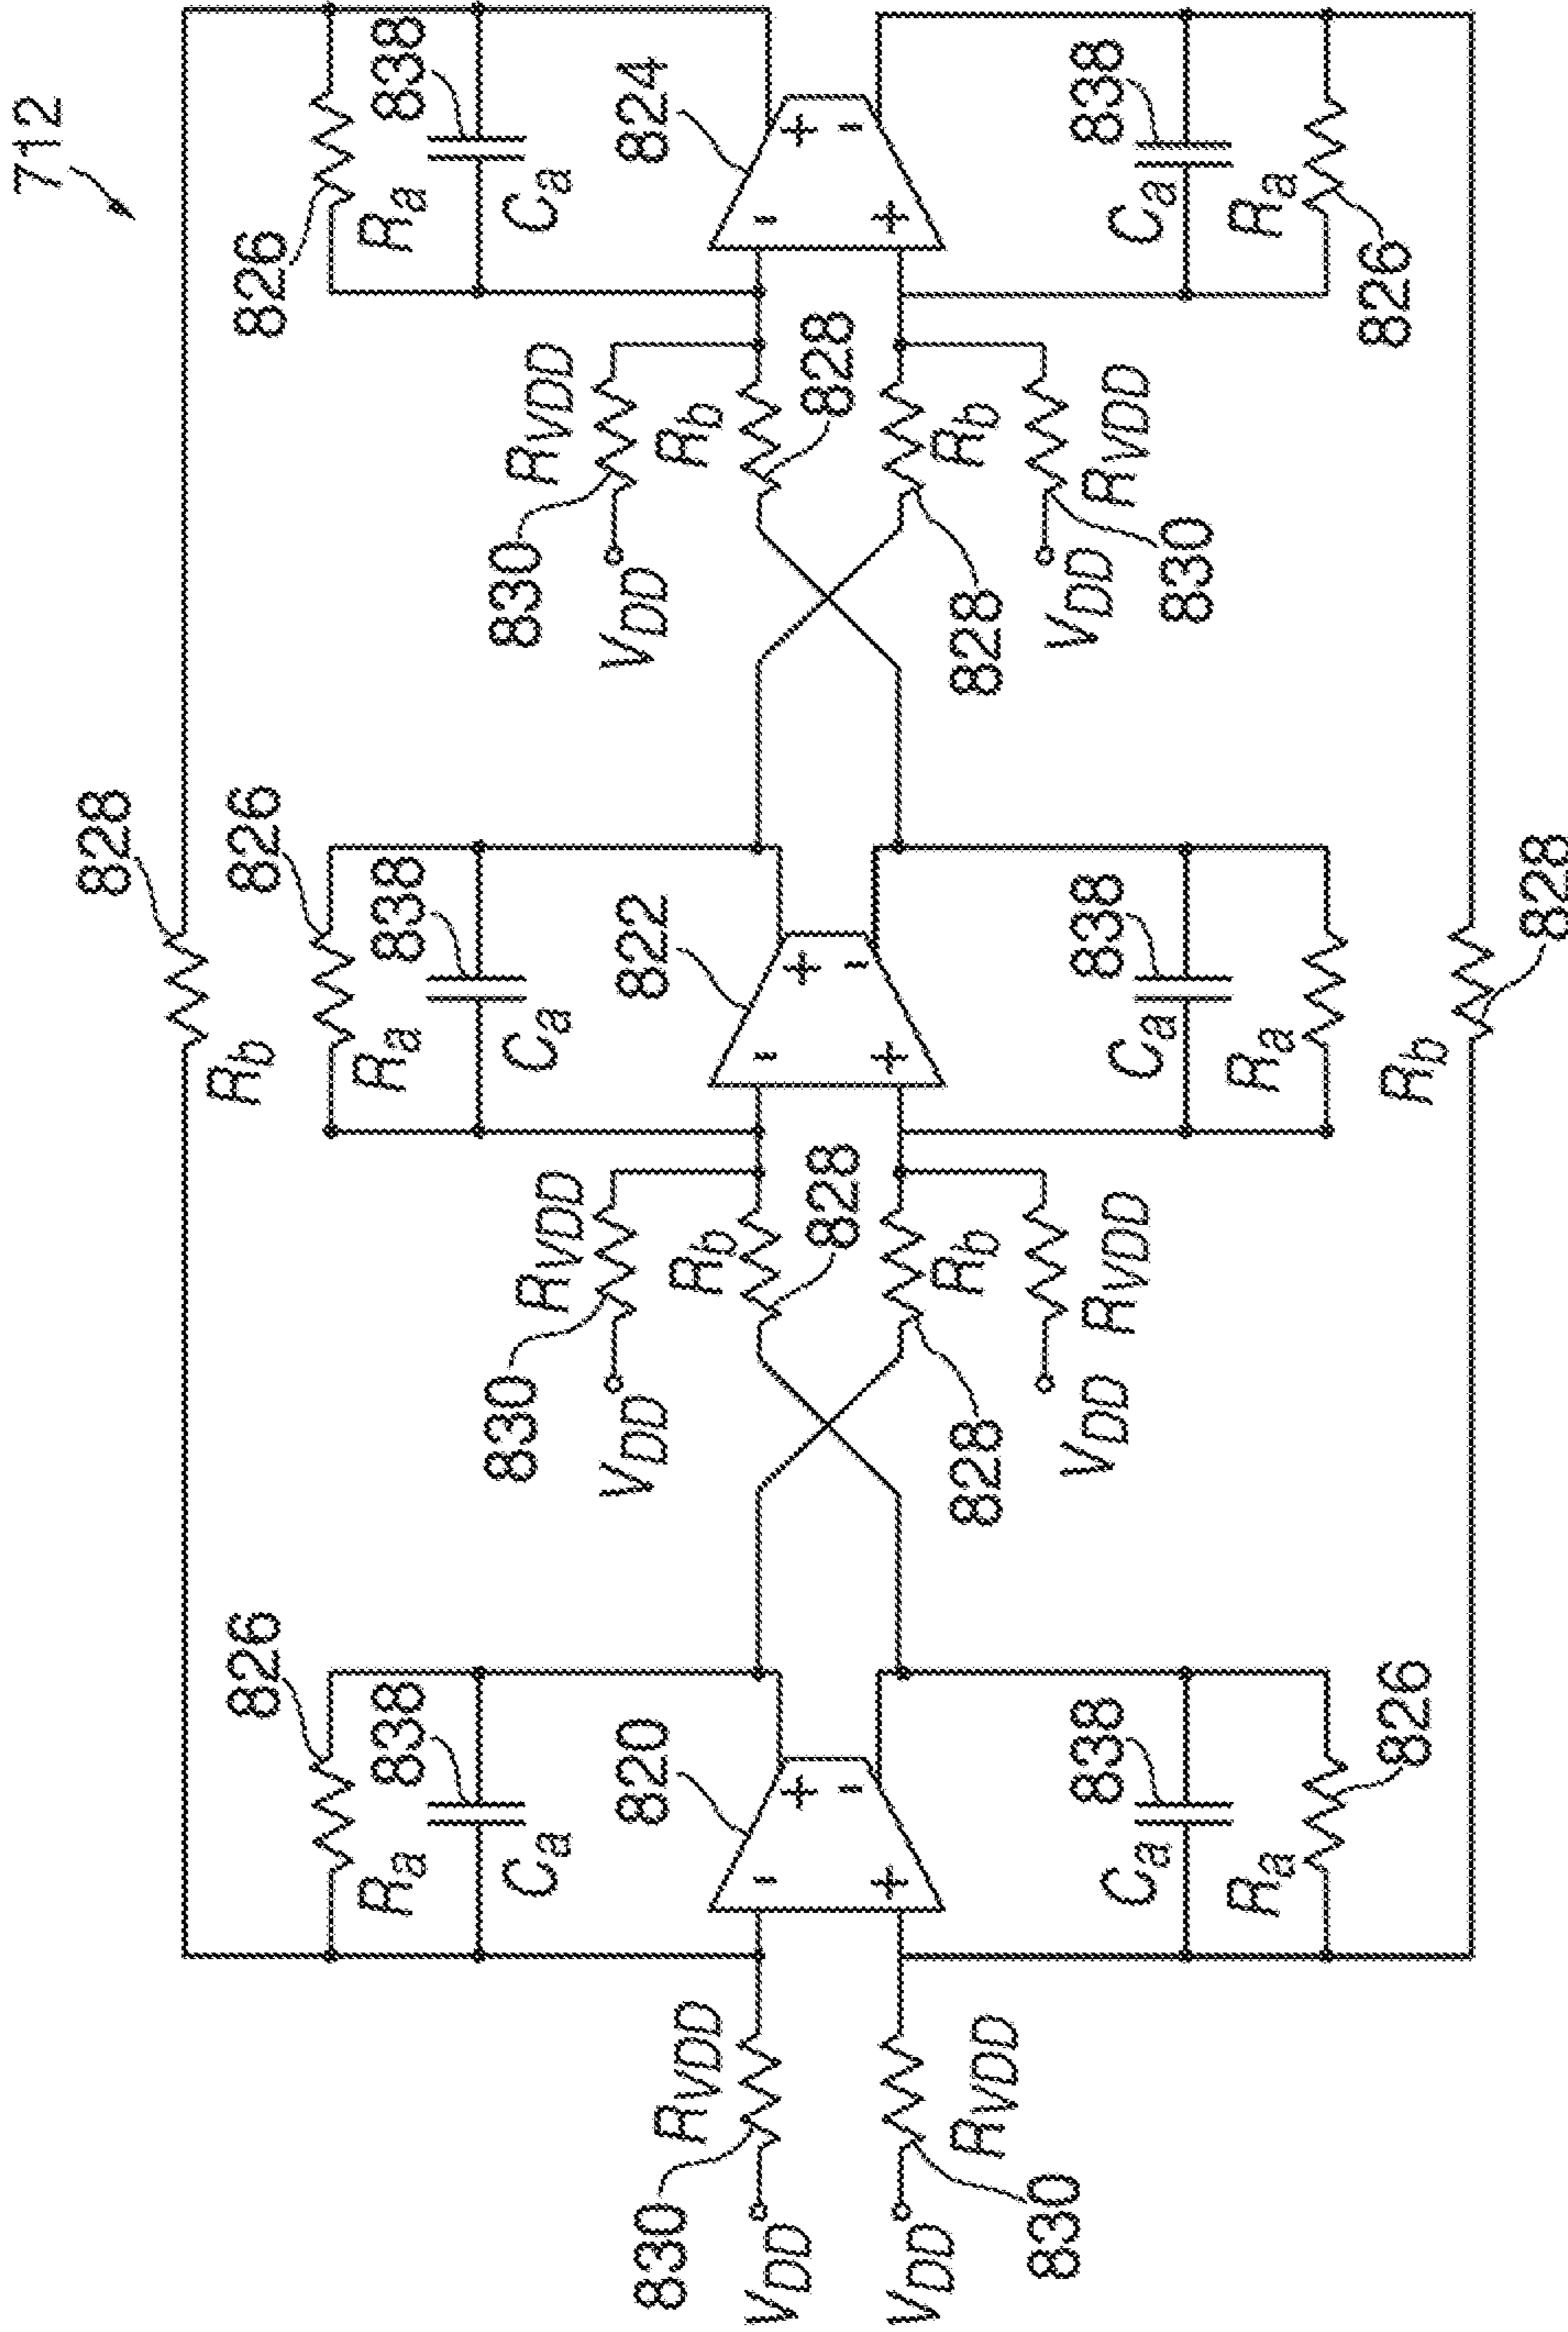 712
828
826
Rb
826
826
Ra
838
Ra
838
Ra
838
Ca
830
RVDD
Ca
830
RVDD
Ca
830
VDD
820
VDD
822
VDD
824
RVDD
Rb
Rb
VDD
- +
828
- +
828
- +
+ -
+ -
+ -
VDD
RVDD
828
Rb
828
Rb
830
VDD
RVDD
VDD
RVDD
838
838
838
Ca
Ca
830
Ca
Ra
Ra
Ra
826
Rb
826
828